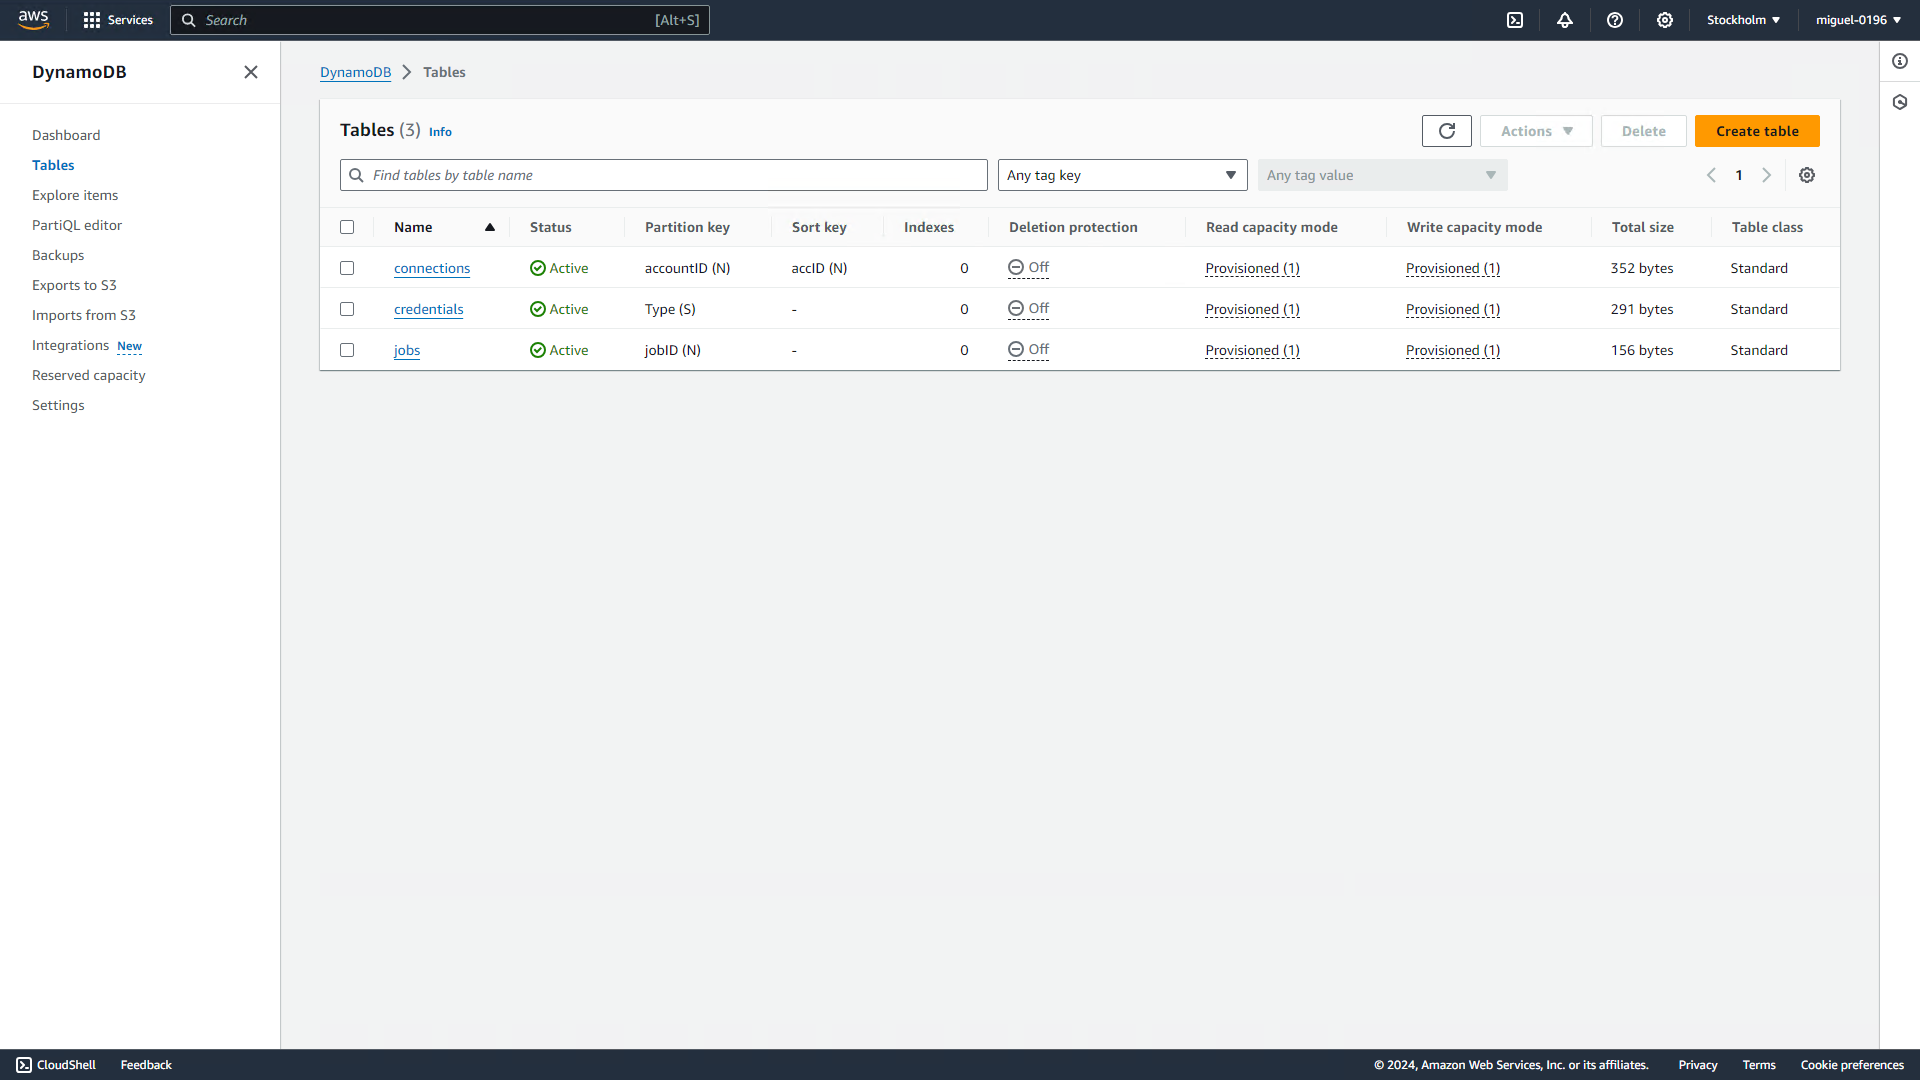 aws Services Search [Alt+S] Stockholm miguel-0196
DynamoDB
Dashboard
Tables
Explore items
PartiQL editor
Backups
Exports to S3
Imports from S3
Integrations New
Reserved capacity
Settings
DynamoDB Tables
Tables (3) Info Actions Delete Create table
Find tables by table name Any tag key Any tag value 1
Name Status Partition key Sort key Indexes Deletion protection Read capacity mode Write capacity mode Total size Table class
connections Active accountID (N) accID (N) 0 Off Provisioned (1) Provisioned (1) 352 bytes Standard
credentials Active Type (S) - 0 Off Provisioned (1) Provisioned (1) 291 bytes Standard
jobs Active jobID (N) - 0 Off Provisioned (1) Provisioned (1) 156 bytes Standard
CloudShell Feedback © 2024, Amazon Web Services, Inc. or its affiliates. Privacy Terms Cookie preferences